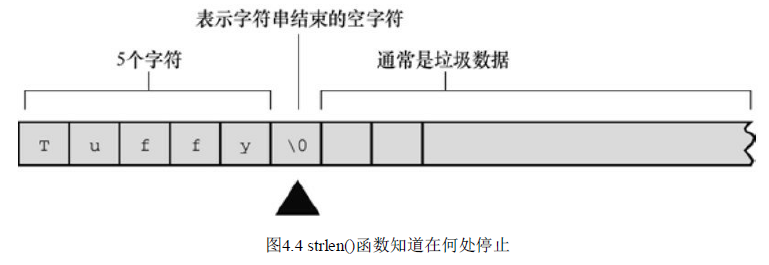 表示字符串结束的空字符
5个字符
通常是垃圾数据
T u f f y \0
图4.4 strlen()函数知道在何处停止